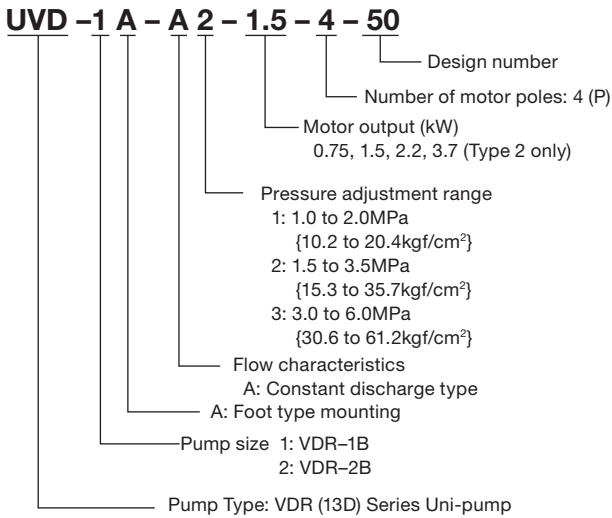 UVD –1 A – A 2 – 1.5 – 4 – 50
Design number
Number of motor poles: 4 (P)
Motor output (kW)
0.75, 1.5, 2.2, 3.7 (Type 2 only)
Pressure adjustment range
1: 1.0 to 2.0MPa
{10.2 to 20.4kgf/cm²}
2: 1.5 to 3.5MPa
{15.3 to 35.7kgf/cm²}
3: 3.0 to 6.0MPa
{30.6 to 61.2kgf/cm²}
Flow characteristics
A: Constant discharge type
A: Foot type mounting
Pump size 1: VDR–1B
2: VDR–2B
Pump Type: VDR (13D) Series Uni-pump